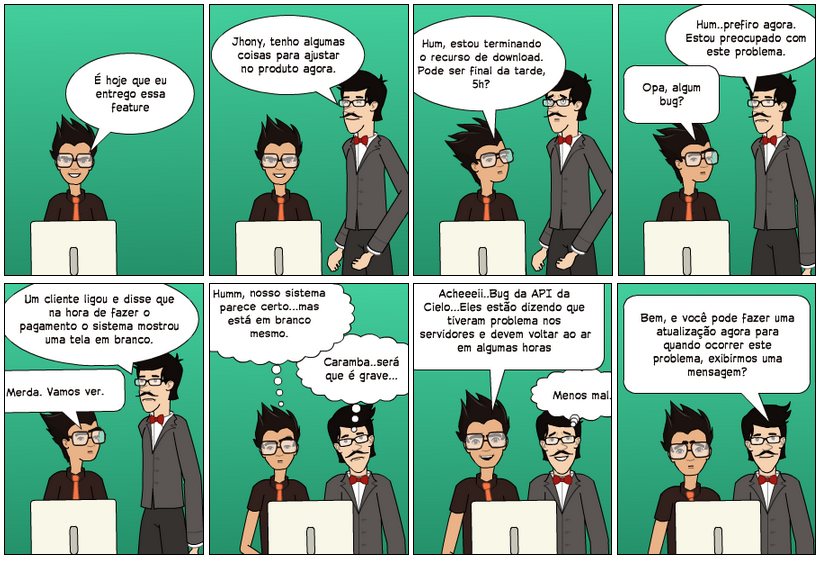 É hoje que eu
entrego essa
feature
Jhony, tenho algumas
coisas para ajustar
no produto agora.
Hum, estou terminando
o recurso de download.
Pode ser final da tarde,
5h?
Hum..prefiro agora.
Estou preocupado com
este problema.
Opa, algum
bug?
Um cliente ligou e disse que
na hora de fazer o
pagamento o sistema mostrou
uma tela em branco.
Merda. Vamos ver.
Humm, nosso sistema
parece certo...mas
está em branco
mesmo.
Caramba..será
que é grave...
Acheeeii..Bug da API da
Cielo...Eles estão dizendo que
tiveram problema nos
servidores e devem voltar ao ar
em algumas horas
Menos mal.
Bem, e você pode fazer uma
atualização agora para
quando ocorrer este
problema, exibirmos uma
mensagem?